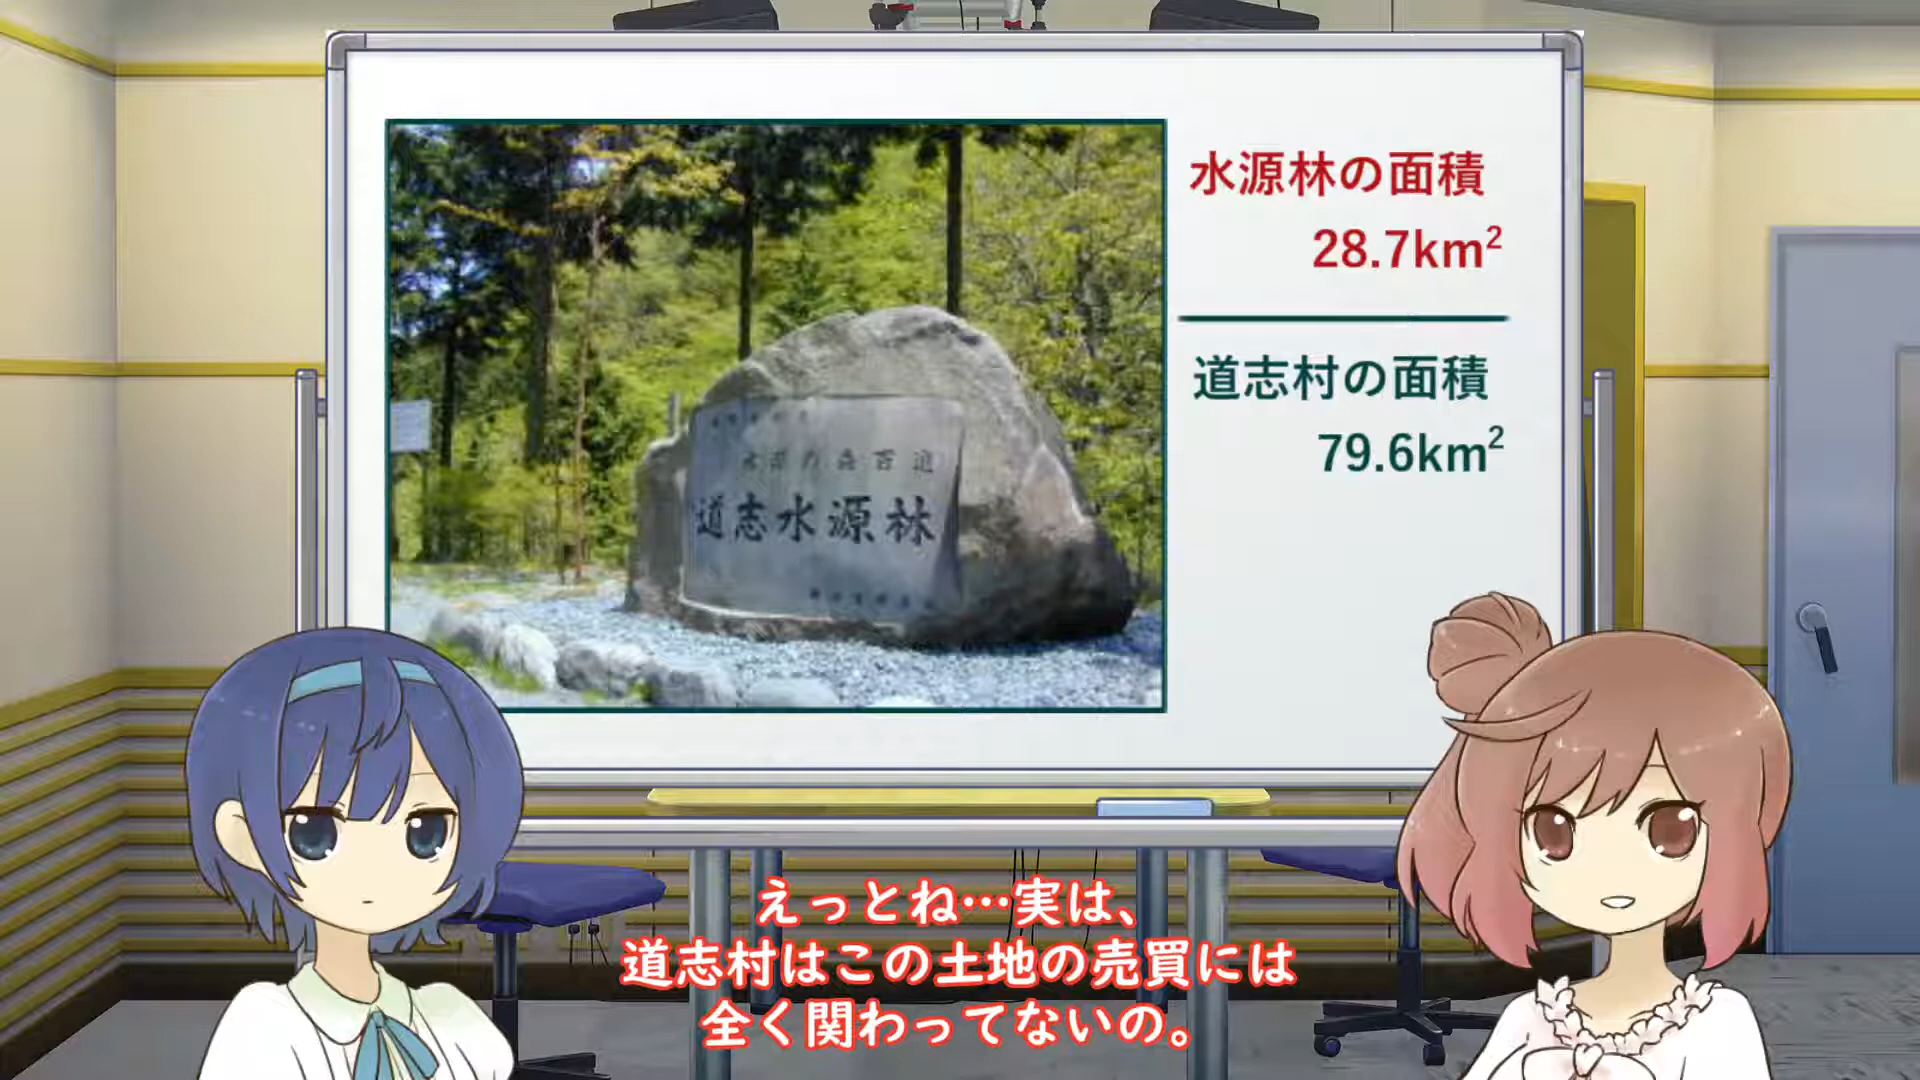 水源林の面積
28.7km²
道志村の面積
79.6km²
道志水源林
えっとね…実は、
道志村はこの土地の売買には
全く関わってないの。